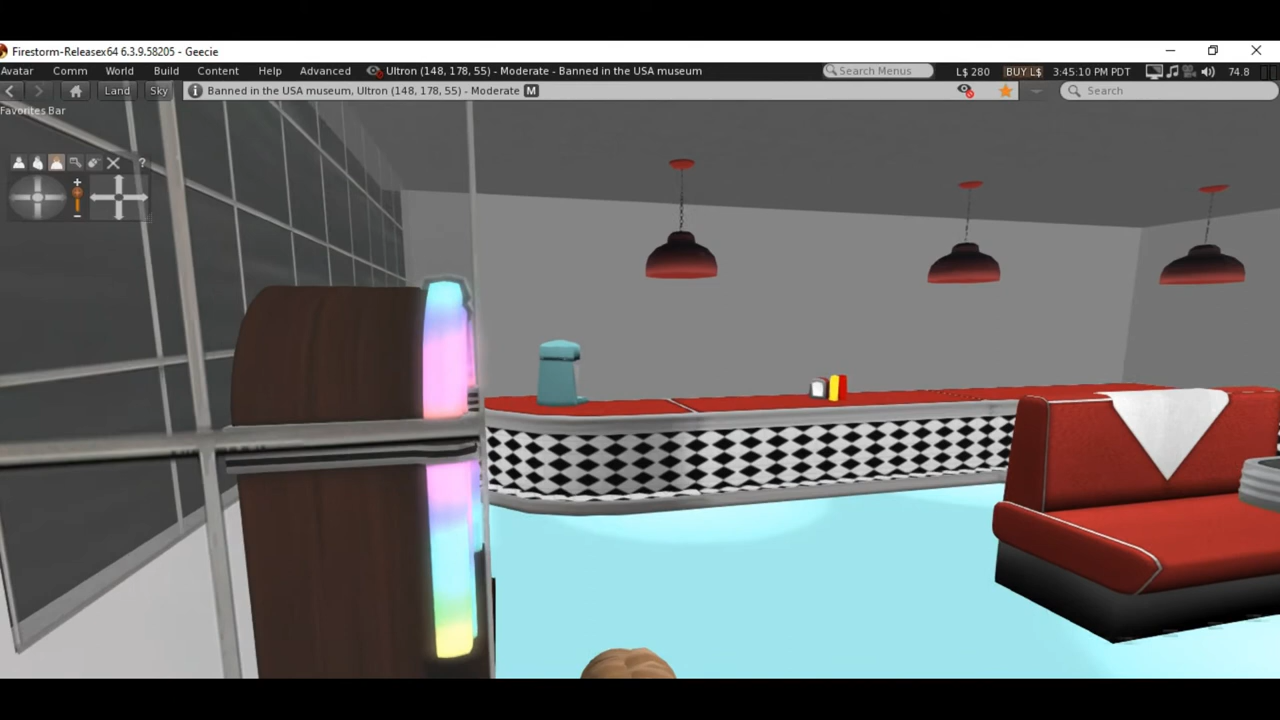 Firestorm-Releasex64 6.3.9.58205 - Geecie
Avatar Comm World Build Content Help Advanced Ultron (148, 178, 55) - Moderate - Banned in the USA museum Search Menus L$ 280 BUY L$ 3:45:10 PM PDT 74.8
Land Sky Banned in the USA museum, Ultron (148, 178, 55) - Moderate M Search
Favorites Bar
?